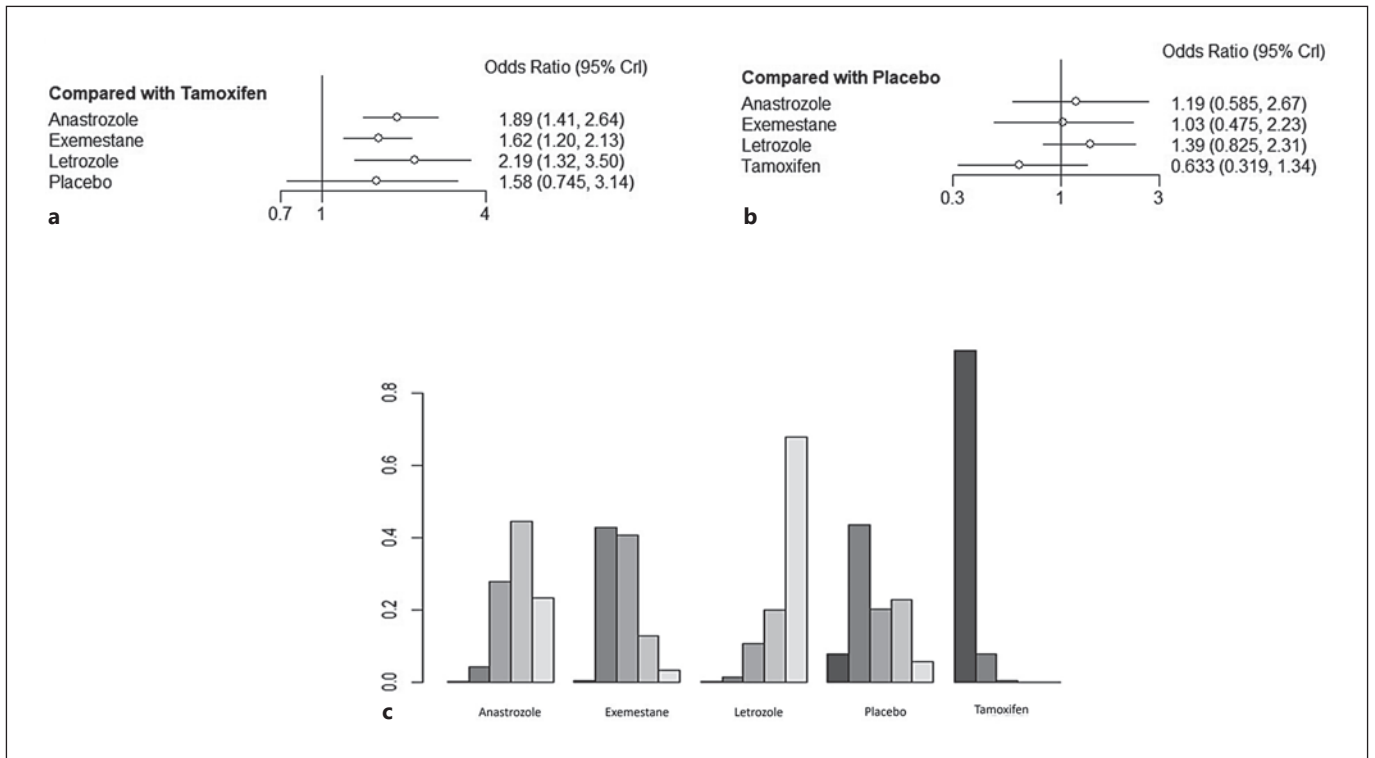 Odds Ratio (95% Crl)
Compared with Tamoxifen
Anastrozole 1.89 (1.41, 2.64)
Exemestane 1.62 (1.20, 2.13)
Letrozole 2.19 (1.32, 3.50)
Placebo 1.58 (0.745, 3.14)
0.7 1 4
a
Odds Ratio (95% Crl)
Compared with Placebo
Anastrozole 1.19 (0.585, 2.67)
Exemestane 1.03 (0.475, 2.23)
Letrozole 1.39 (0.825, 2.31)
Tamoxifen 0.633 (0.319, 1.34)
0.3 1 3
b
0.8
0.6
0.4
0.2
0.0
c
Anastrozole Exemestane Letrozole Placebo Tamoxifen